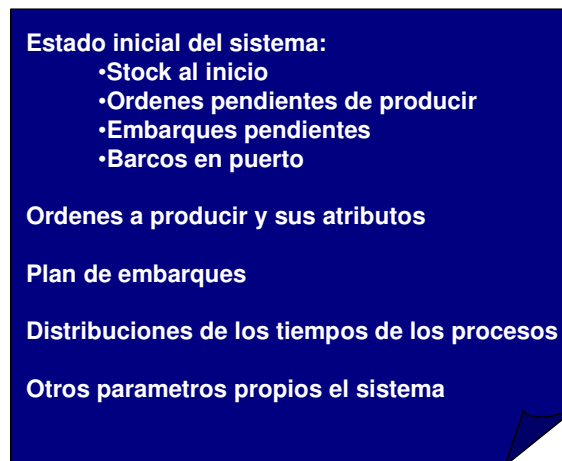 Estado inicial del sistema:
•Stock al inicio
•Ordenes pendientes de producir
•Embarques pendientes
•Barcos en puerto
Ordenes a producir y sus atributos
Plan de embarques
Distribuciones de los tiempos de los procesos
Otros parametros propios el sistema